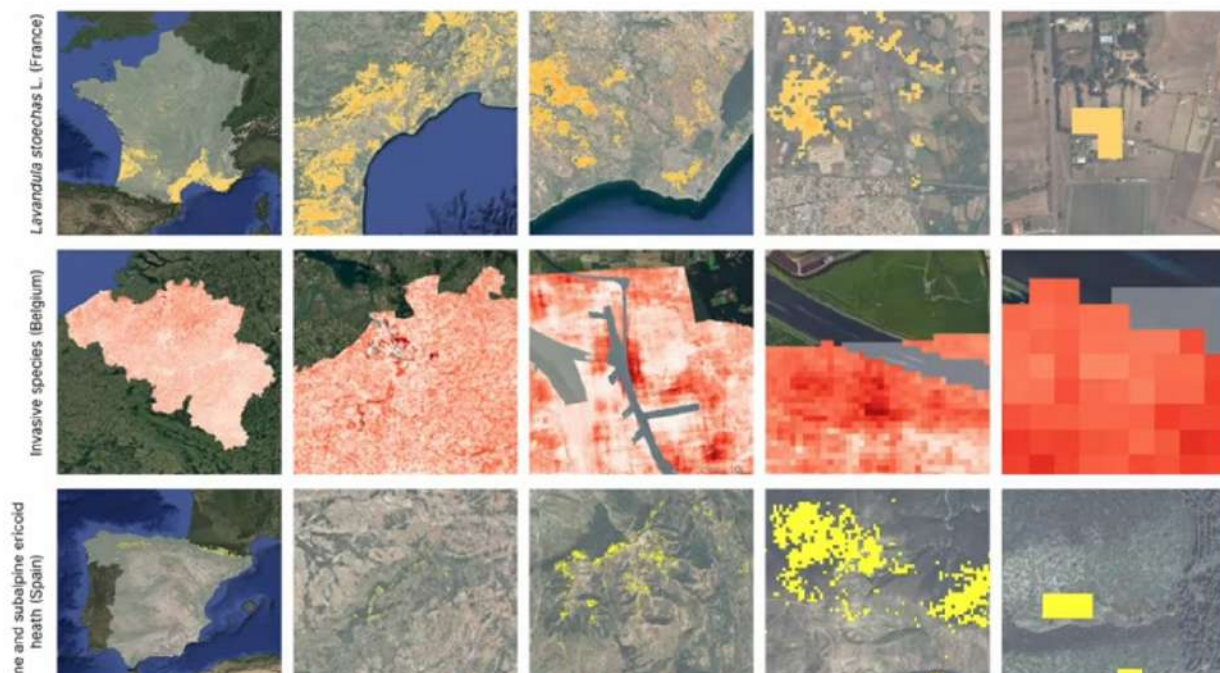 Lavandula stoechas L. (France)
Invasive species (Belgium)
ne and subalpine ericoid
heath (Spain)